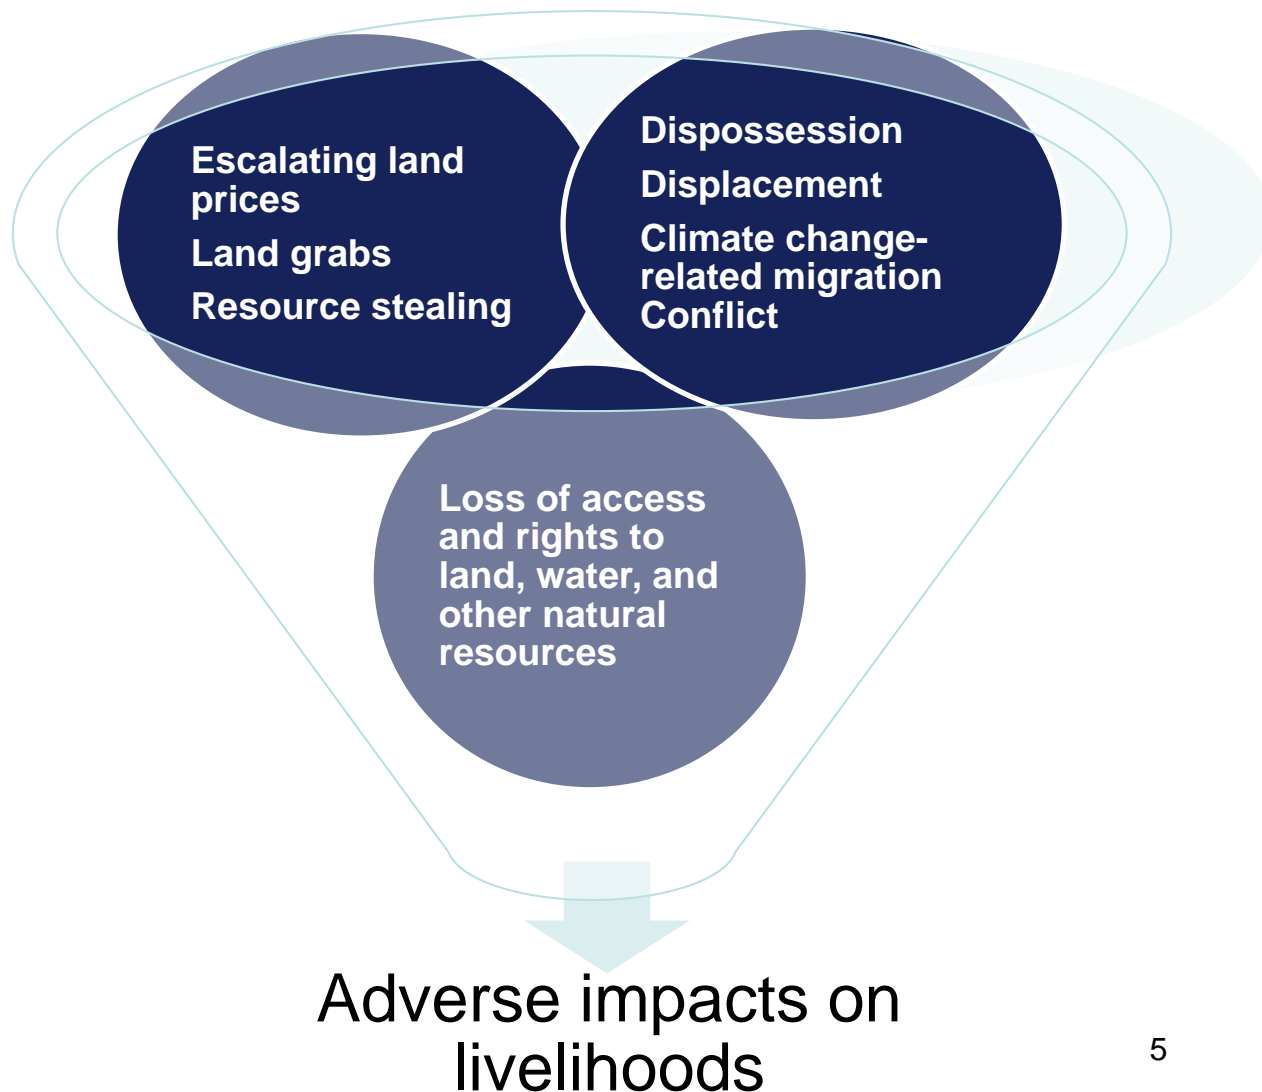 Escalating land
prices
Land grabs
Resource stealing
Dispossession
Displacement
Climate change-
related migration
Conflict
Loss of access
and rights to
land, water, and
other natural
resources
Adverse impacts on
livelihoods
5